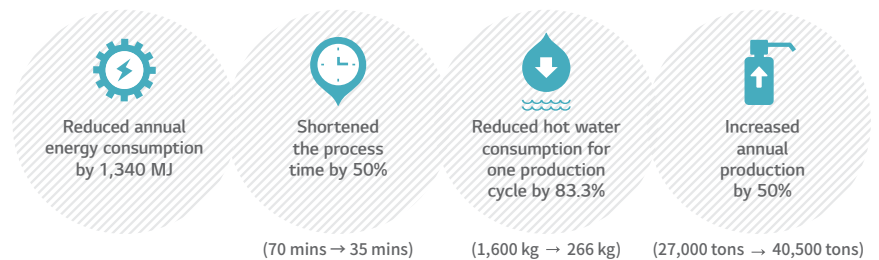 Reduced annual
energy consumption
by 1,340 MJ
Shortened
the process
time by 50%
(70 mins → 35 mins)
Reduced hot water
consumption for
one production
cycle by 83.3%
(1,600 kg → 266 kg)
Increased
annual
production
by 50%
(27,000 tons → 40,500 tons)